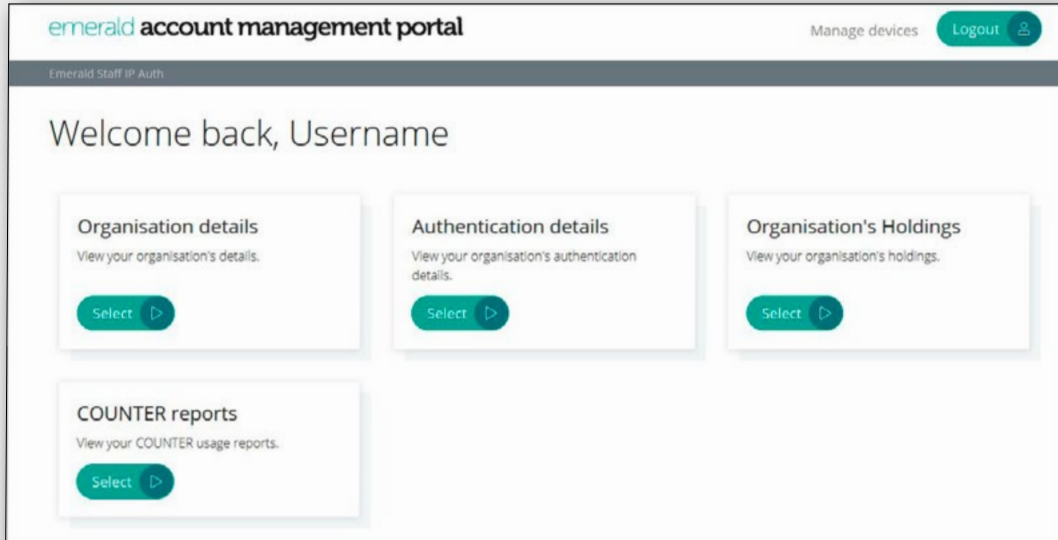 emerald account management portal
Manage devices
Logout
Emerald Staff IP Auth
Welcome back, Username
Organisation details
View your organisation's details.
Select
Authentication details
View your organisation's authentication
details.
Select
Organisation's Holdings
View your organisation's holdings.
Select
COUNTER reports
View your COUNTER usage reports.
Select